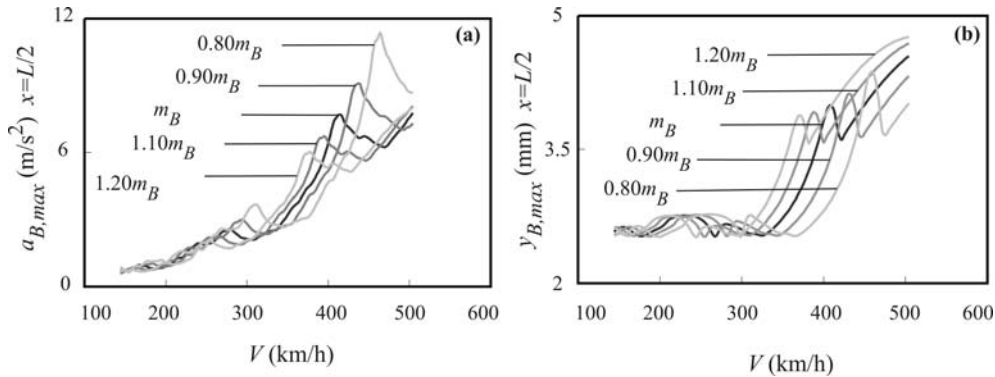 12
6
0
100 200 300 400 500 600
V (km/h)
a_{B,max} (m/s²) x=L/2
(a)
0.80m_B
0.90m_B
m_B
1.10m_B
1.20m_B
5
3.5
2
100 200 300 400 500 600
V (km/h)
y_{B,max} (mm) x=L/2
(b)
1.20m_B
1.10m_B
m_B
0.90m_B
0.80m_B